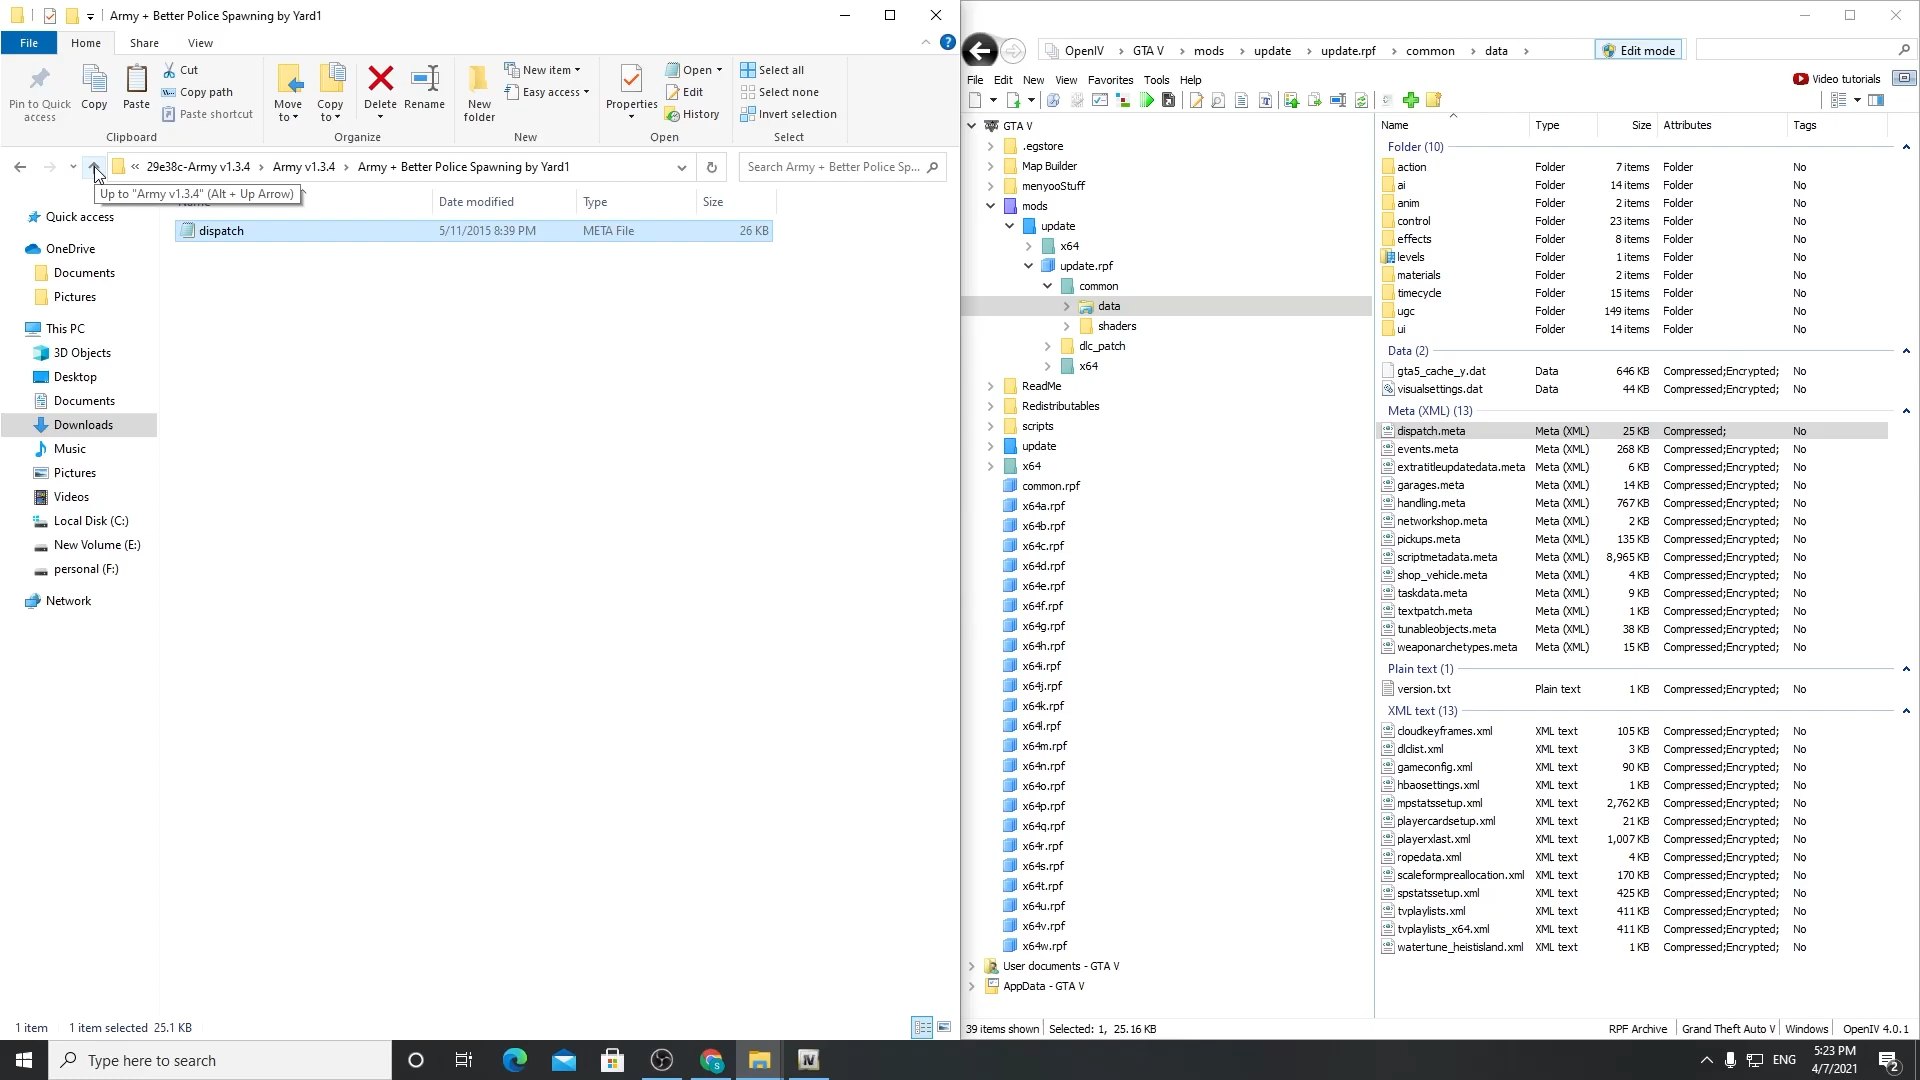 Army + Better Police Spawning by Yard1
File Home Share View
Pin to Quick access
Copy
Paste
Cut
Copy path
Paste shortcut
Clipboard
Move to
Copy to
Delete
Rename
Organize
New folder
New item
Easy access
New
Properties
Open
Edit
History
Open
Select all
Select none
Invert selection
Select
« 29e38c-Army v1.3.4 › Army v1.3.4 › Army + Better Police Spawning by Yard1
Search Army + Better Police Sp...
Up to "Army v1.3.4" (Alt + Up Arrow)
Date modified Type Size
dispatch 5/11/2015 8:39 PM META File 26 KB
Quick access
OneDrive
Documents
Pictures
This PC
3D Objects
Desktop
Documents
Downloads
Music
Pictures
Videos
Local Disk (C:)
New Volume (E:)
personal (F:)
Network
1 item 1 item selected 25.1 KB
OpenIV › GTA V › mods › update › update.rpf › common › data ›
Edit mode
File Edit New View Favorites Tools Help
Video tutorials
GTA V
.egstore
Map Builder
menyooStuff
mods
update
x64
update.rpf
common
data
shaders
dlc_patch
x64
ReadMe
Redistributables
scripts
update
x64
common.rpf
x64a.rpf
x64b.rpf
x64c.rpf
x64d.rpf
x64e.rpf
x64f.rpf
x64g.rpf
x64h.rpf
x64i.rpf
x64j.rpf
x64k.rpf
x64l.rpf
x64m.rpf
x64n.rpf
x64o.rpf
x64p.rpf
x64q.rpf
x64r.rpf
x64s.rpf
x64t.rpf
x64u.rpf
x64v.rpf
x64w.rpf
User documents - GTA V
AppData - GTA V
Name Type Size Attributes Tags
Folder (10)
action Folder 7 items Folder No
ai Folder 14 items Folder No
anim Folder 2 items Folder No
control Folder 23 items Folder No
effects Folder 8 items Folder No
levels Folder 1 items Folder No
materials Folder 2 items Folder No
timecycle Folder 15 items Folder No
ugc Folder 149 items Folder No
ui Folder 14 items Folder No
Data (2)
gta5_cache_y.dat Data 646 KB Compressed;Encrypted; No
visualsettings.dat Data 44 KB Compressed;Encrypted; No
Meta (XML) (13)
dispatch.meta Meta (XML) 25 KB Compressed; No
events.meta Meta (XML) 268 KB Compressed;Encrypted; No
extratitleupdatedata.meta Meta (XML) 6 KB Compressed;Encrypted; No
garages.meta Meta (XML) 14 KB Compressed;Encrypted; No
handling.meta Meta (XML) 767 KB Compressed;Encrypted; No
networkshop.meta Meta (XML) 2 KB Compressed;Encrypted; No
pickups.meta Meta (XML) 135 KB Compressed;Encrypted; No
scriptmetadata.meta Meta (XML) 8,965 KB Compressed;Encrypted; No
shop_vehicle.meta Meta (XML) 4 KB Compressed;Encrypted; No
taskdata.meta Meta (XML) 9 KB Compressed;Encrypted; No
textpatch.meta Meta (XML) 1 KB Compressed;Encrypted; No
tunableobjects.meta Meta (XML) 38 KB Compressed;Encrypted; No
weaponarchetypes.meta Meta (XML) 15 KB Compressed;Encrypted; No
Plain text (1)
version.txt Plain text 1 KB Compressed;Encrypted; No
XML text (13)
cloudkeyframes.xml XML text 105 KB Compressed;Encrypted; No
dlclist.xml XML text 3 KB Compressed;Encrypted; No
gameconfig.xml XML text 90 KB Compressed;Encrypted; No
hbaosettings.xml XML text 1 KB Compressed;Encrypted; No
mpstatssetup.xml XML text 2,762 KB Compressed;Encrypted; No
playercardsetup.xml XML text 21 KB Compressed;Encrypted; No
playerxlast.xml XML text 1,007 KB Compressed;Encrypted; No
ropedata.xml XML text 4 KB Compressed;Encrypted; No
scaleformpreallocation.xml XML text 170 KB Compressed;Encrypted; No
spstatssetup.xml XML text 425 KB Compressed;Encrypted; No
tvplaylists.xml XML text 411 KB Compressed;Encrypted; No
tvplaylists_x64.xml XML text 411 KB Compressed;Encrypted; No
watertune_heistisland.xml XML text 1 KB Compressed;Encrypted; No
39 items shown Selected: 1, 25.16 KB
RPF Archive Grand Theft Auto V Windows OpenIV 4.0.1
Type here to search
ENG
5:23 PM
4/7/2021
2